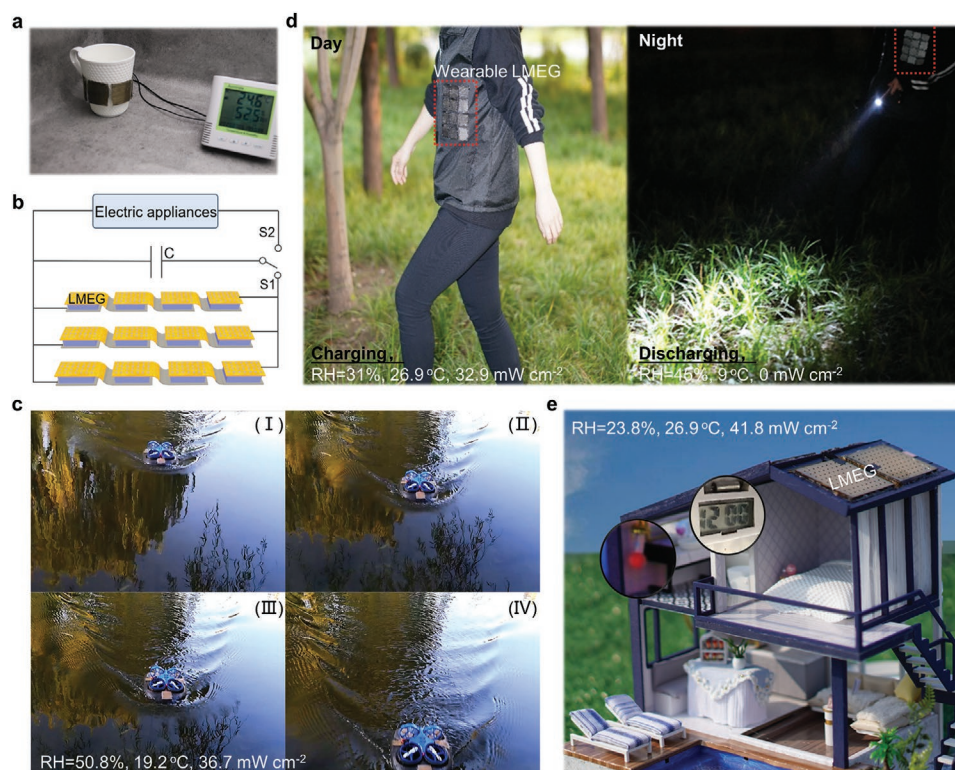 a
24.6
52.5
b
Electric appliances
S2
C
S1
LMEG
c
(I)
(II)
(III)
RH=50.8%, 19.2 °C, 36.7 mW cm-2
(IV)
d
Day
Wearable LMEG
Charging,
RH=31%, 26.9 °C, 32.9 mW cm-2
Night
Discharging,
RH=45%, 9 °C, 0 mW cm-2
e
RH=23.8%, 26.9 °C, 41.8 mW cm-2
LMEG